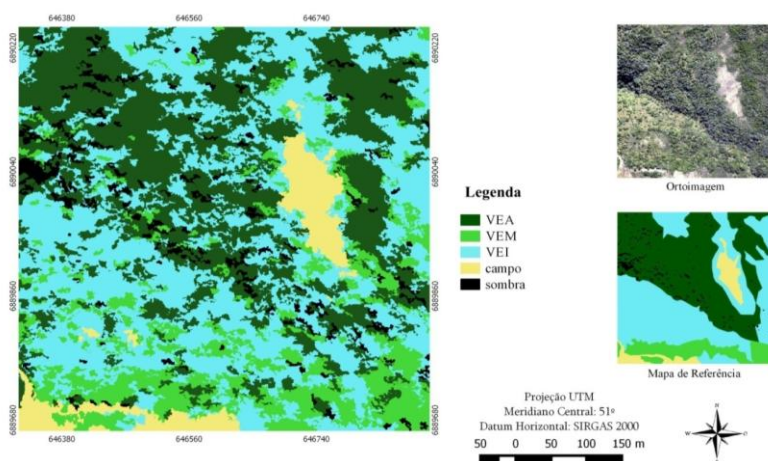 646380 646560 646740
6890220
6890220
6890040
6890040
6889860
6889860
6889680
6889680
646380 646560 646740
Legenda
VEA
VEM
VEI
campo
sombra
Ortoimagem
Mapa de Referência
Projeção UTM
Meridiano Central: 51º
Datum Horizontal: SIRGAS 2000
50 0 50 100 150 m
N
W
O
S